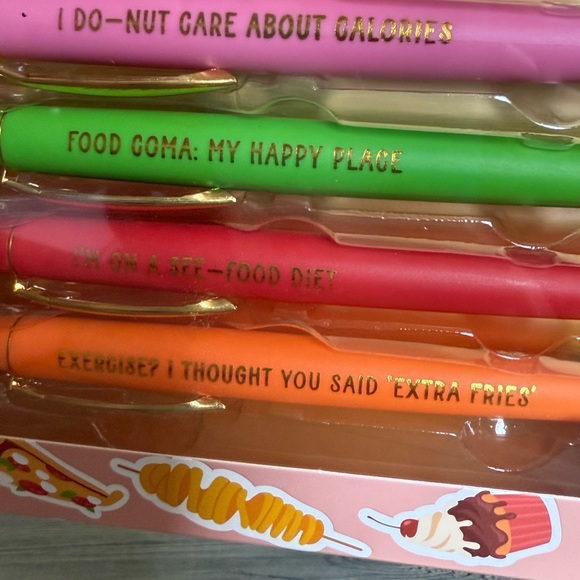 I DO-NUT CARE ABOUT CALORIES
FOOD COMA: MY HAPPY PLACE
I'M ON A SEE-FOOD DIET
EXERCISE? I THOUGHT YOU SAID 'EXTRA FRIES'